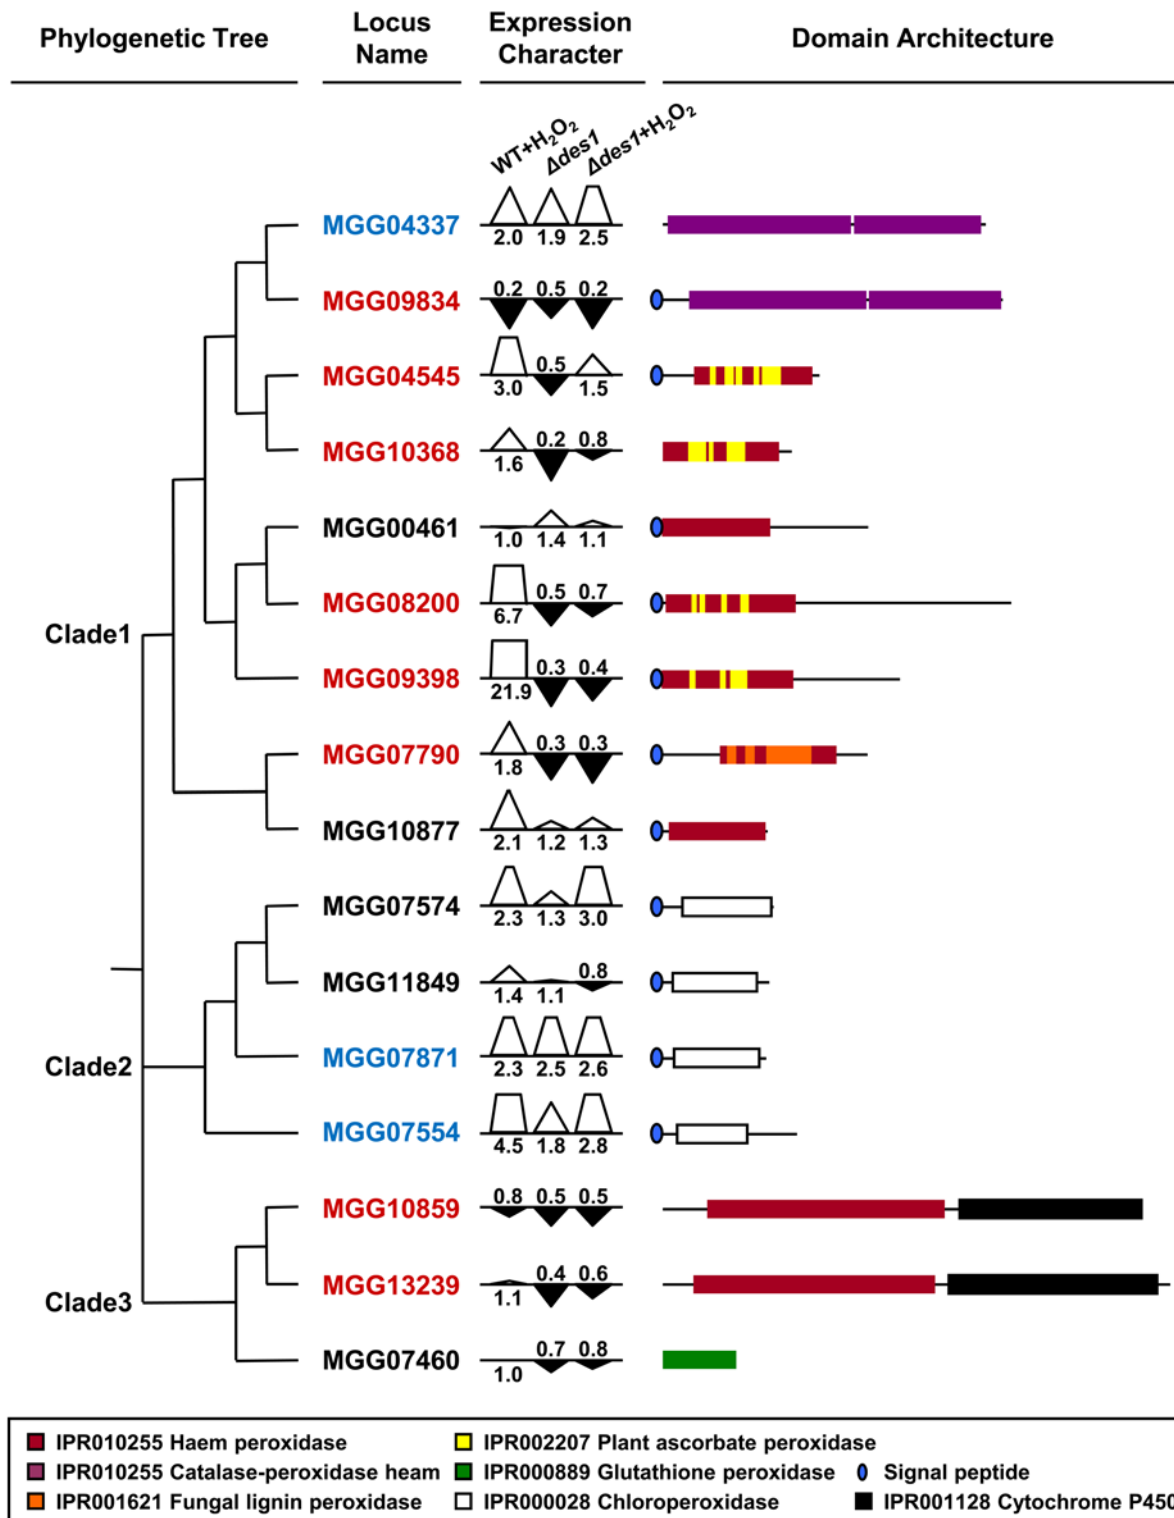 Phylogenetic Tree
Locus Name
Expression Character
Domain Architecture
WT+H₂O₂
Δdes1
Δdes1+H₂O₂
MGG04337
2.0 1.9 2.5
MGG09834
0.2 0.5 0.2
MGG04545
3.0 0.5 1.5
MGG10368
1.6 0.2 0.8
MGG00461
1.0 1.4 1.1
MGG08200
6.7 0.5 0.7
Clade1
MGG09398
21.9 0.3 0.4
MGG07790
1.8 0.3 0.3
MGG10877
2.1 1.2 1.3
MGG07574
2.3 1.3 3.0
MGG11849
1.4 1.1 0.8
Clade2
MGG07871
2.3 2.5 2.6
MGG07554
4.5 1.8 2.8
MGG10859
0.8 0.5 0.5
Clade3
MGG13239
1.1 0.4 0.6
MGG07460
1.0 0.7 0.8
IPR010255 Haem peroxidase
IPR002207 Plant ascorbate peroxidase
IPR010255 Catalase-peroxidase heam
IPR000889 Glutathione peroxidase
Signal peptide
IPR001621 Fungal lignin peroxidase
IPR000028 Chloroperoxidase
IPR001128 Cytochrome P450